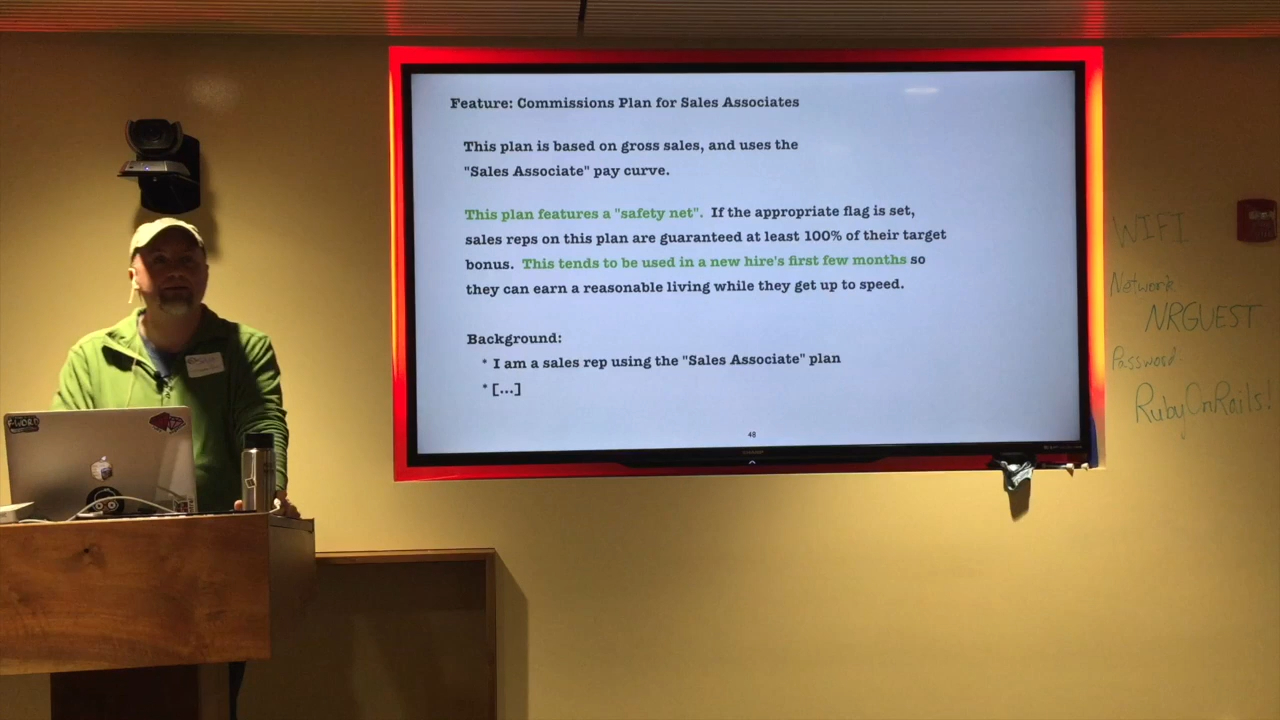 Feature: Commissions Plan for Sales Associates
This plan is based on gross sales, and uses the
"Sales Associate" pay curve.
This plan features a "safety net". If the appropriate flag is set,
sales reps on this plan are guaranteed at least 100% of their target
bonus. This tends to be used in a new hire's first few months so
they can earn a reasonable living while they get up to speed.
Background:
* I am a sales rep using the "Sales Associate" plan
* [...]
48
WIFI
Network:
NRGUEST
Password:
RubyOnRails!